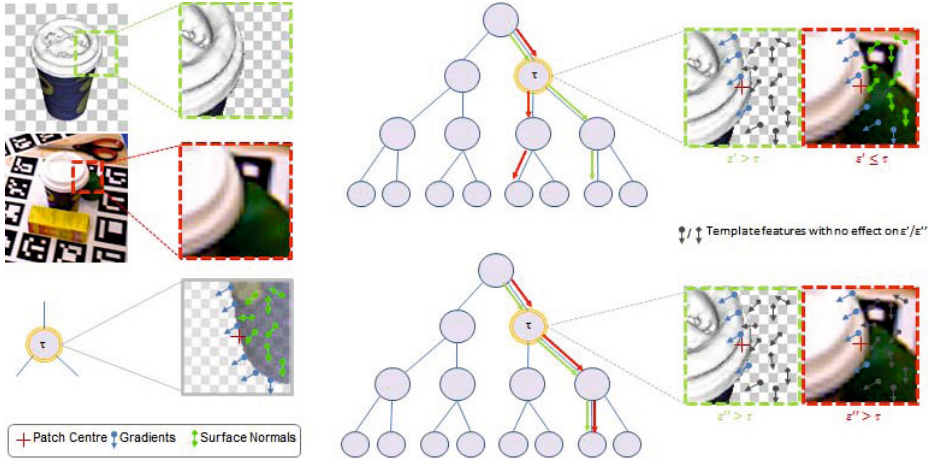 τ
ε' > τ
ε' ≤ τ
/ Template features with no effect on ε'/ε''
τ
τ
ε'' > τ
ε'' > τ
Patch Centre Gradients Surface Normals